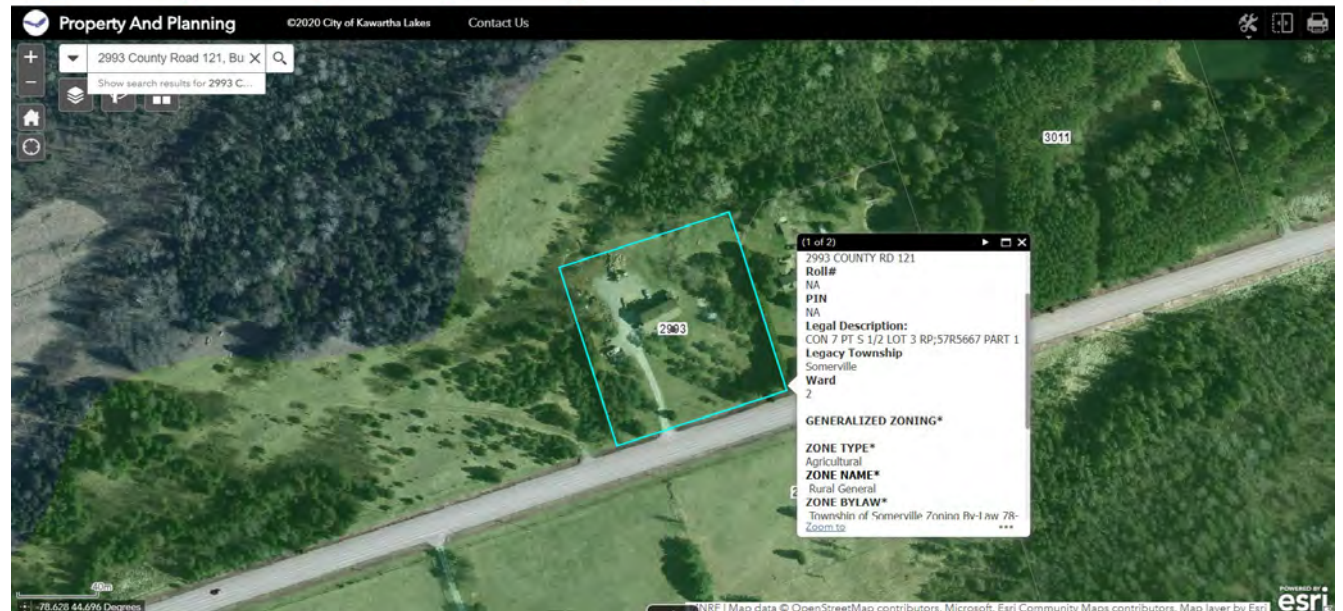 Property And Planning
©2020 City of Kawartha Lakes
Contact Us
2993 County Road 121, Bu
Show search results for 2993 C...
3011
2993
(1 of 2)
2993 COUNTY RD 121
Roll#
NA
PIN
NA
Legal Description:
CON 7 PT S 1/2 LOT 3 RP;57R5667 PART 1
Legacy Township
Somerville
Ward
2
GENERALIZED ZONING*
ZONE TYPE*
Agricultural
ZONE NAME*
Rural General
ZONE BYLAW*
Township of Somerville Zoning By-Law 78-
Zoom to
40m
-78.628 44.696 Degrees
NRF | Map data © OpenStreetMap contributors, Microsoft, Esri Community Maps contributors, Map layer by Esri
POWERED BY
esri